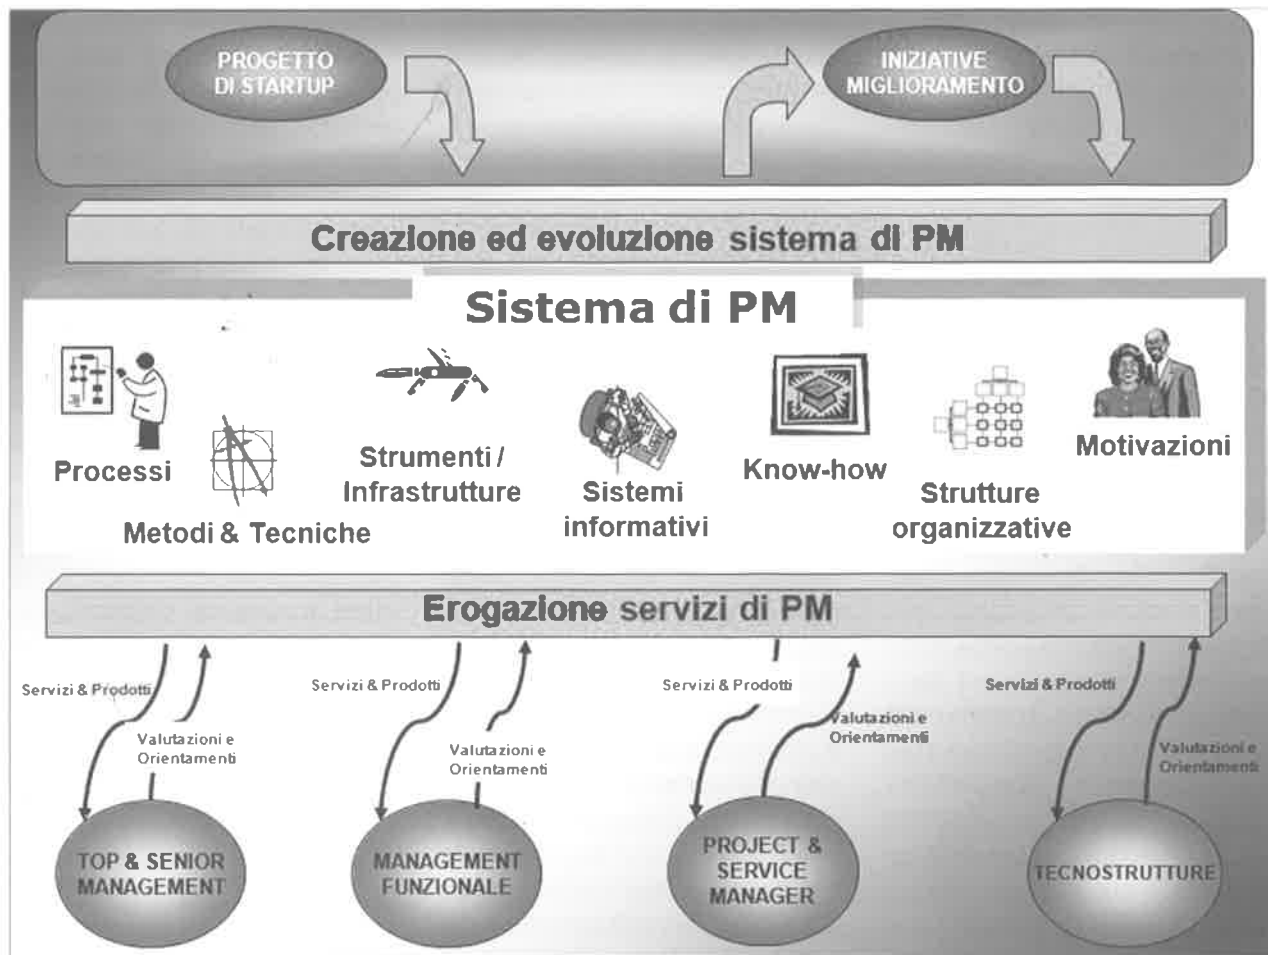 PROGETTO
DI STARTUP
INIZIATIVE
MIGLIORAMENTO
Creazione ed evoluzione sistema di PM
Sistema di PM
Processi
Metodi & Tecniche
Strumenti /
Infrastrutture
Sistemi
informativi
Know-how
Strutture
organizzative
Motivazioni
Erogazione servizi di PM
Servizi & Prodotti
Valutazioni e
Orientamenti
Servizi & Prodotti
Valutazioni e
Orientamenti
Servizi & Prodotti
Valutazioni e
Orientamenti
Servizi & Prodotti
Valutazioni e
Orientamenti
TOP & SENIOR
MANAGEMENT
MANAGEMENT
FUNZIONALE
PROJECT &
SERVICE
MANAGER
TECNOSTRUTTURE